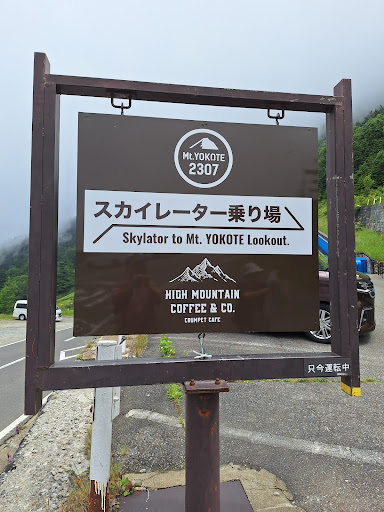 Mt.YOKOTE
2307
スカイレーター乗り場
Skylator to Mt. YOKOTE Lookout.
HIGH MOUNTAIN
COFFEE & CO.
CRUMPET CAFE
只今運転中